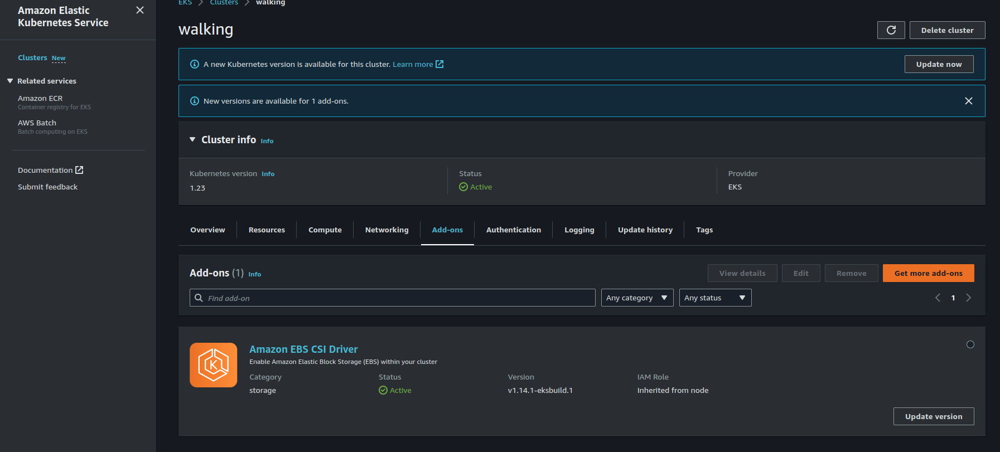 Amazon Elastic
Kubernetes Service
Clusters New
Related services
Amazon ECR
Container registry for EKS
AWS Batch
Batch computing on EKS
Documentation
Submit feedback
EKS Clusters walking
walking
Delete cluster
A new Kubernetes version is available for this cluster. Learn more
Update now
New versions are available for 1 add-ons.
Cluster info Info
Kubernetes version Info
1.23
Status
Active
Provider
EKS
Overview Resources Compute Networking Add-ons Authentication Logging Update history Tags
Add-ons (1) Info
View details Edit Remove Get more add-ons
Find add-on
Any category
Any status
1
K
Amazon EBS CSI Driver
Enable Amazon Elastic Block Storage (EBS) within your cluster
Category
storage
Status
Active
Version
v1.14.1-eksbuild.1
IAM Role
Inherited from node
Update version